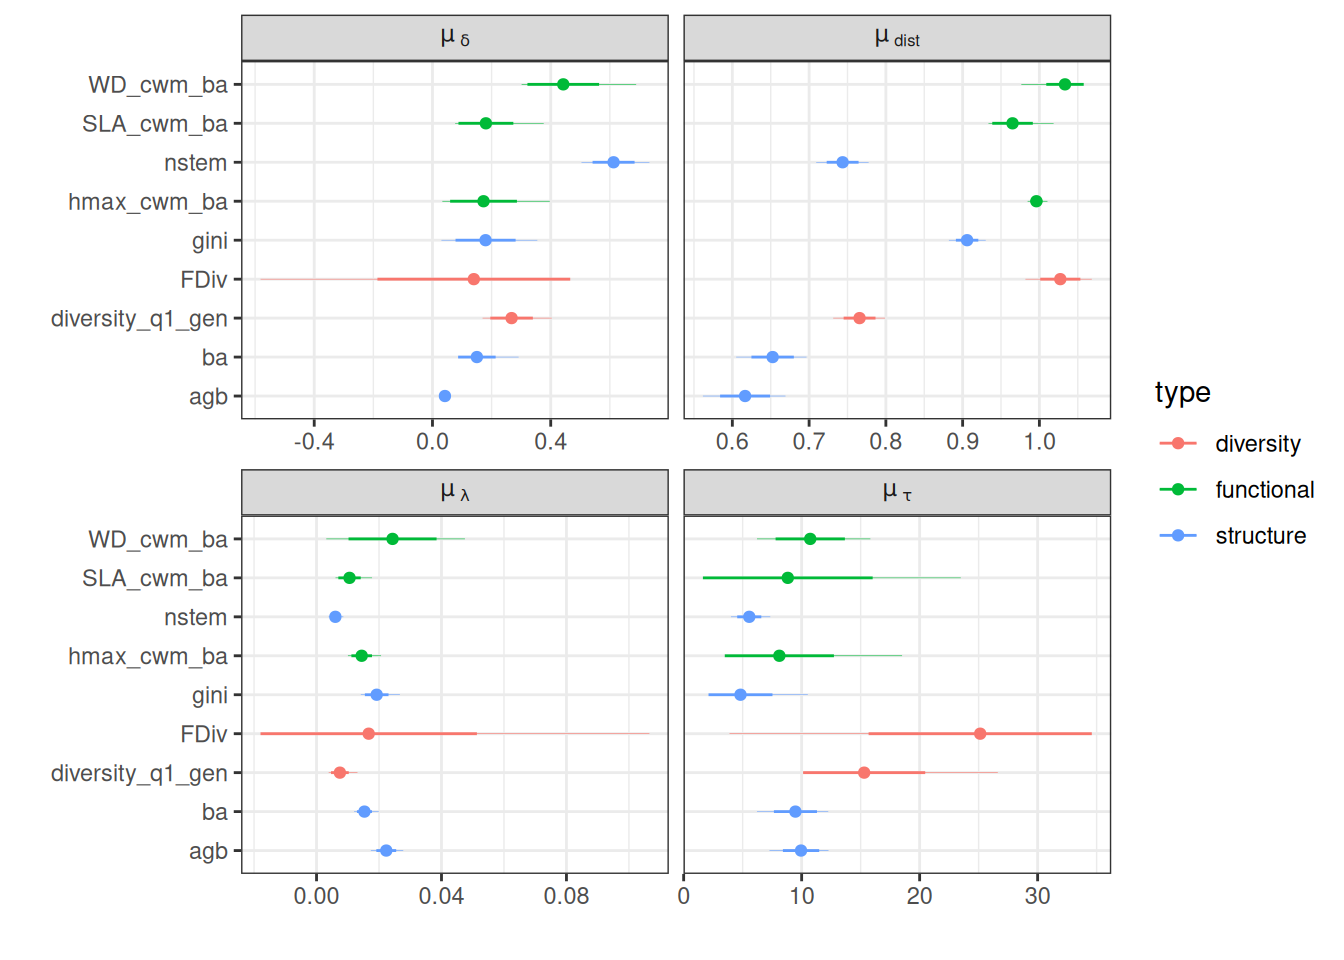 μ δ
μ dist
WD_cwm_ba
SLA_cwm_ba
nstem
hmax_cwm_ba
gini
FDiv
diversity_q1_gen
ba
agb
-0.4 0.0 0.4
0.6 0.7 0.8 0.9 1.0
μ λ
μ τ
WD_cwm_ba
SLA_cwm_ba
nstem
hmax_cwm_ba
gini
FDiv
diversity_q1_gen
ba
agb
0.00 0.04 0.08
0 10 20 30
type
diversity
functional
structure